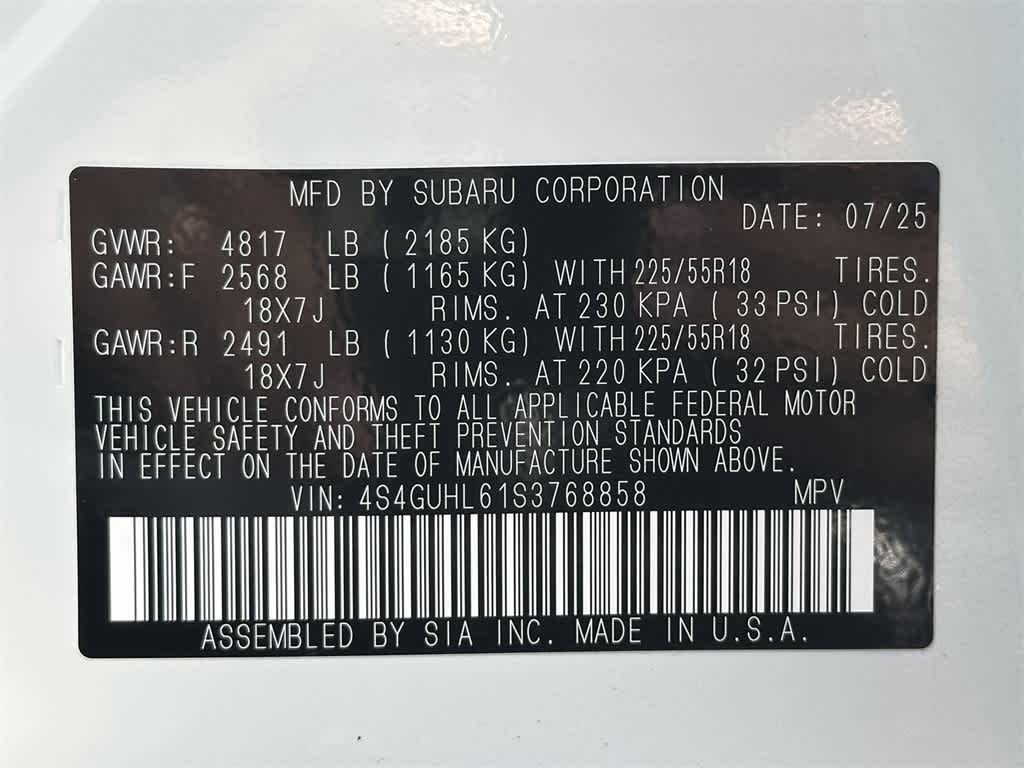 MFD BY SUBARU CORPORATION
DATE: 07/25
GVWR: 4817 LB ( 2185 KG)
GAWR:F 2568 LB ( 1165 KG) WITH 225/55R18 TIRES.
18X7J RIMS. AT 230 KPA ( 33 PSI) COLD
GAWR:R 2491 LB ( 1130 KG) WITH 225/55R18 TIRES.
18X7J RIMS. AT 220 KPA ( 32 PSI) COLD
THIS VEHICLE CONFORMS TO ALL APPLICABLE FEDERAL MOTOR
VEHICLE SAFETY AND THEFT PREVENTION STANDARDS
IN EFFECT ON THE DATE OF MANUFACTURE SHOWN ABOVE.
VIN: 4S4GUHL61S3768858 MPV
ASSEMBLED BY SIA INC. MADE IN U.S.A.